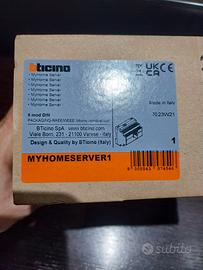 bticino
MyHome Server
MyHome Server
MyHome Server
MyHome Server
MyHome Server
UK
CA
CE
Made in Italy
6 mod DIN
BTicino SpA www.bticino.com
Viale Borri, 231 - 21100 Varese - (Italy)
Design & Quality by BTicino (Italy)
1
MYHOMESERVER1
subito